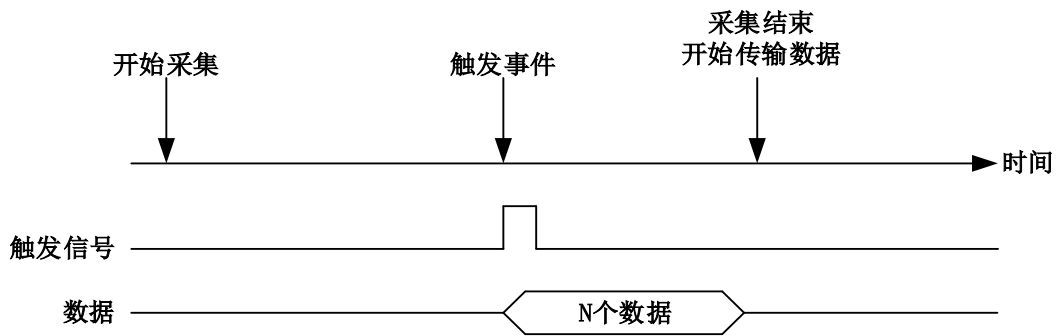 采集结束
开始传输数据
开始采集
触发事件
时间
触发信号
数据
N个数据